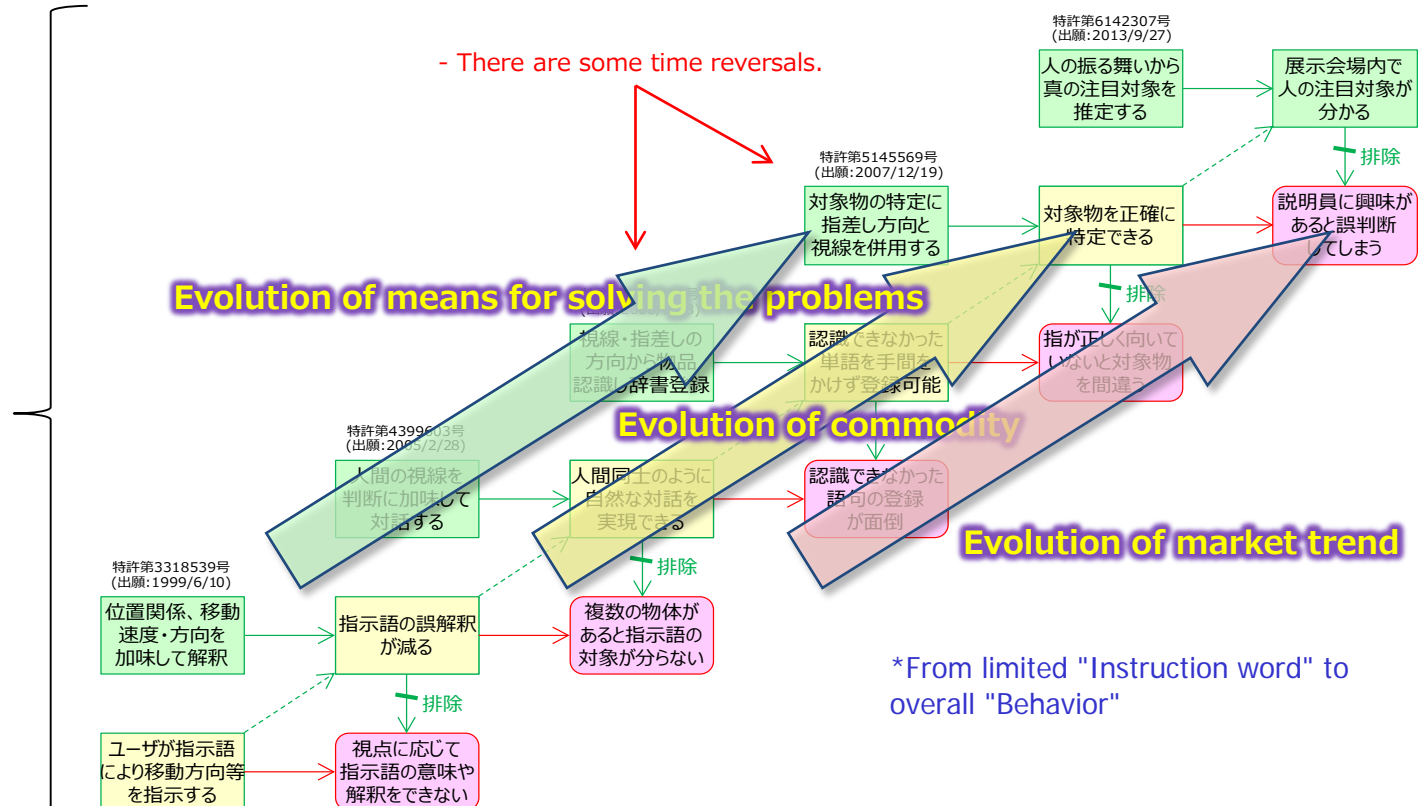 特許第6142307号
(出願:2013/9/27)
- There are some time reversals.
人の振る舞いから
真の注目対象を
推定する
展示会場内で
人の注目対象が
分かる
排除
特許第5145569号
(出願:2007/12/19)
対象物の特定に
指差し方向と
視線を併用する
対象物を正確に
特定できる
説明員に興味が
あると誤判断
してしまう
Evolution of means for solving the problems
排除
視線・指差しの
方向から物品
認識し辞書登録
認識できなかった
単語を手間を
かけず登録可能
指が正しく向いて
いないと対象物
を間違う
Evolution of commodity
特許第4399603号
(出願:2005/2/28)
人間の視線を
判断に加味して
対話する
人間同士のように
自然な対話を
実現できる
認識できなかった
語句の登録
が面倒
Evolution of market trend
特許第3318539号
(出願:1999/6/10)
排除
位置関係、移動
速度・方向を
加味して解釈
指示語の誤解釈
が減る
複数の物体が
あると指示語の
対象が分らない
*From limited "Instruction word" to
overall "Behavior"
排除
ユーザが指示語
により移動方向等
を指示する
視点に応じて
指示語の意味や
解釈をできない